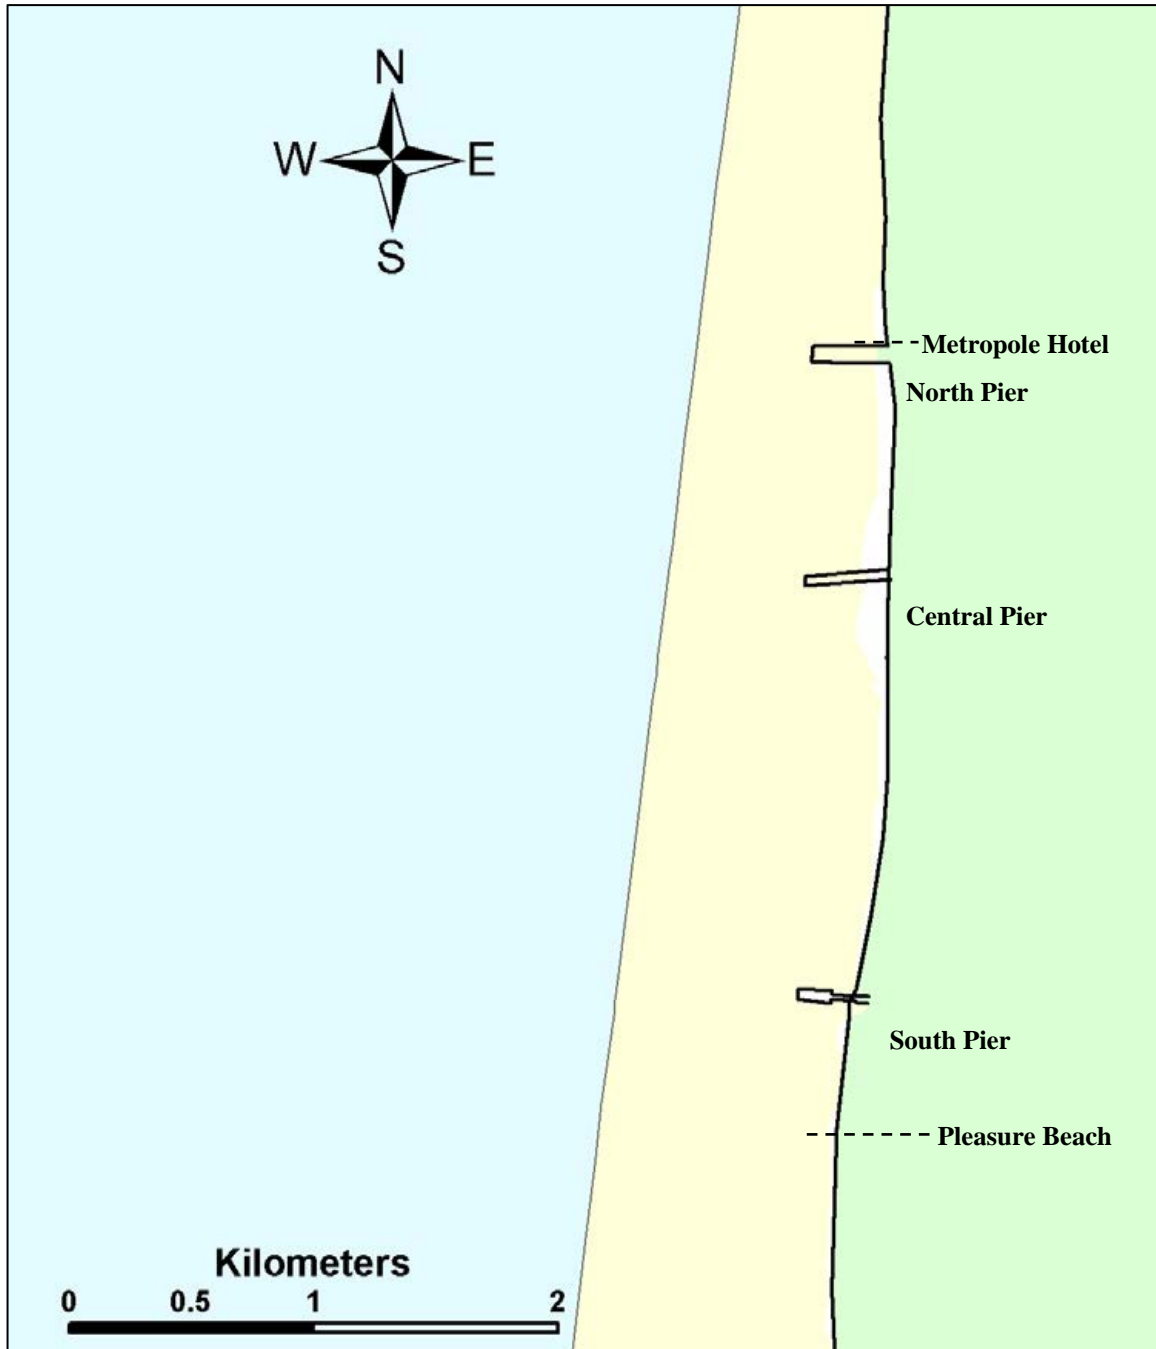 N
W E
S
Metropole Hotel
North Pier
Central Pier
South Pier
Pleasure Beach
Kilometers
0 0.5 1 2